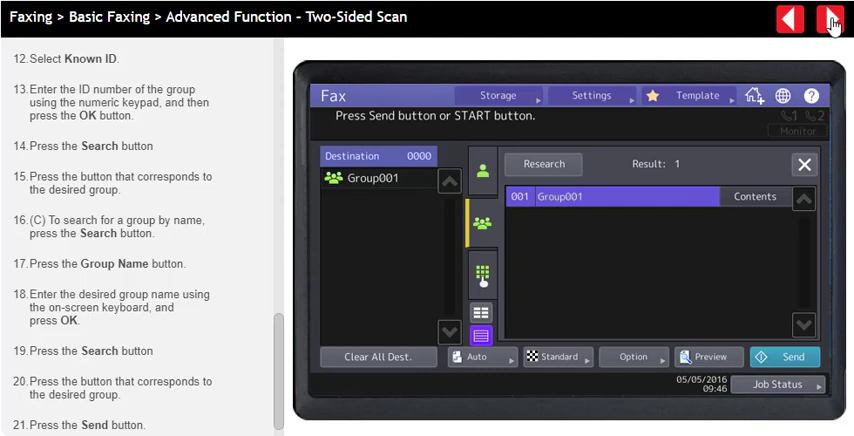 Faxing > Basic Faxing > Advanced Function – Two-Sided Scan
12. Select Known ID.
13. Enter the ID number of the group
using the numeric keypad, and then
press the OK button.
14. Press the Search button
15. Press the button that corresponds to
the desired group.
16. (C) To search for a group by name,
press the Search button.
17. Press the Group Name button.
18. Enter the desired group name using
the on-screen keyboard, and
press OK.
19. Press the Search button
20. Press the button that corresponds to
the desired group.
21. Press the Send button.
Fax
Storage
Settings
Template
?
Press Send button or START button.
1 2
Monitor
Destination 0000
Group001
Research
Result: 1
001 Group001
Contents
Clear All Dest.
Auto
Standard
Option
Preview
Send
05/05/2016
09:46
Job Status